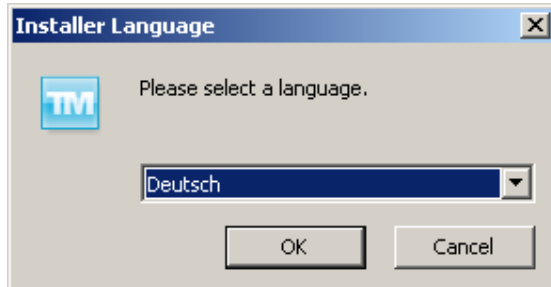 Installer Language
TM
Please select a language.
Deutsch
OK
Cancel